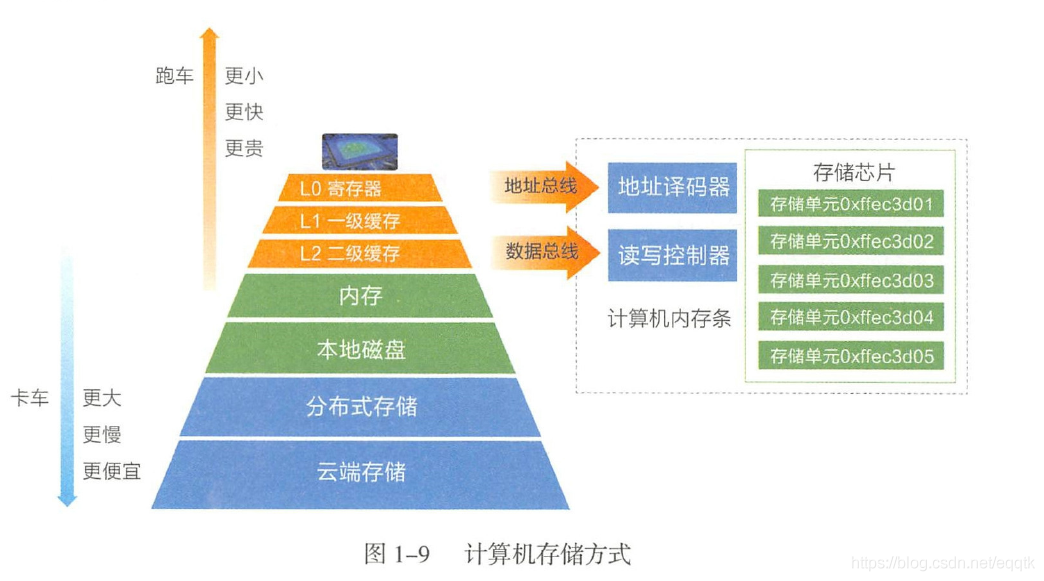 跑车
更小
更快
更贵
L0 寄存器
L1 一级缓存
L2 二级缓存
内存
本地磁盘
分布式存储
云端存储
卡车
更大
更慢
更便宜
地址总线
数据总线
地址译码器
读写控制器
计算机内存条
存储芯片
存储单元0xffec3d01
存储单元0xffec3d02
存储单元0xffec3d03
存储单元0xffec3d04
存储单元0xffec3d05
图 1–9 计算机存储方式
https://blog.csdn.net/eqqtk